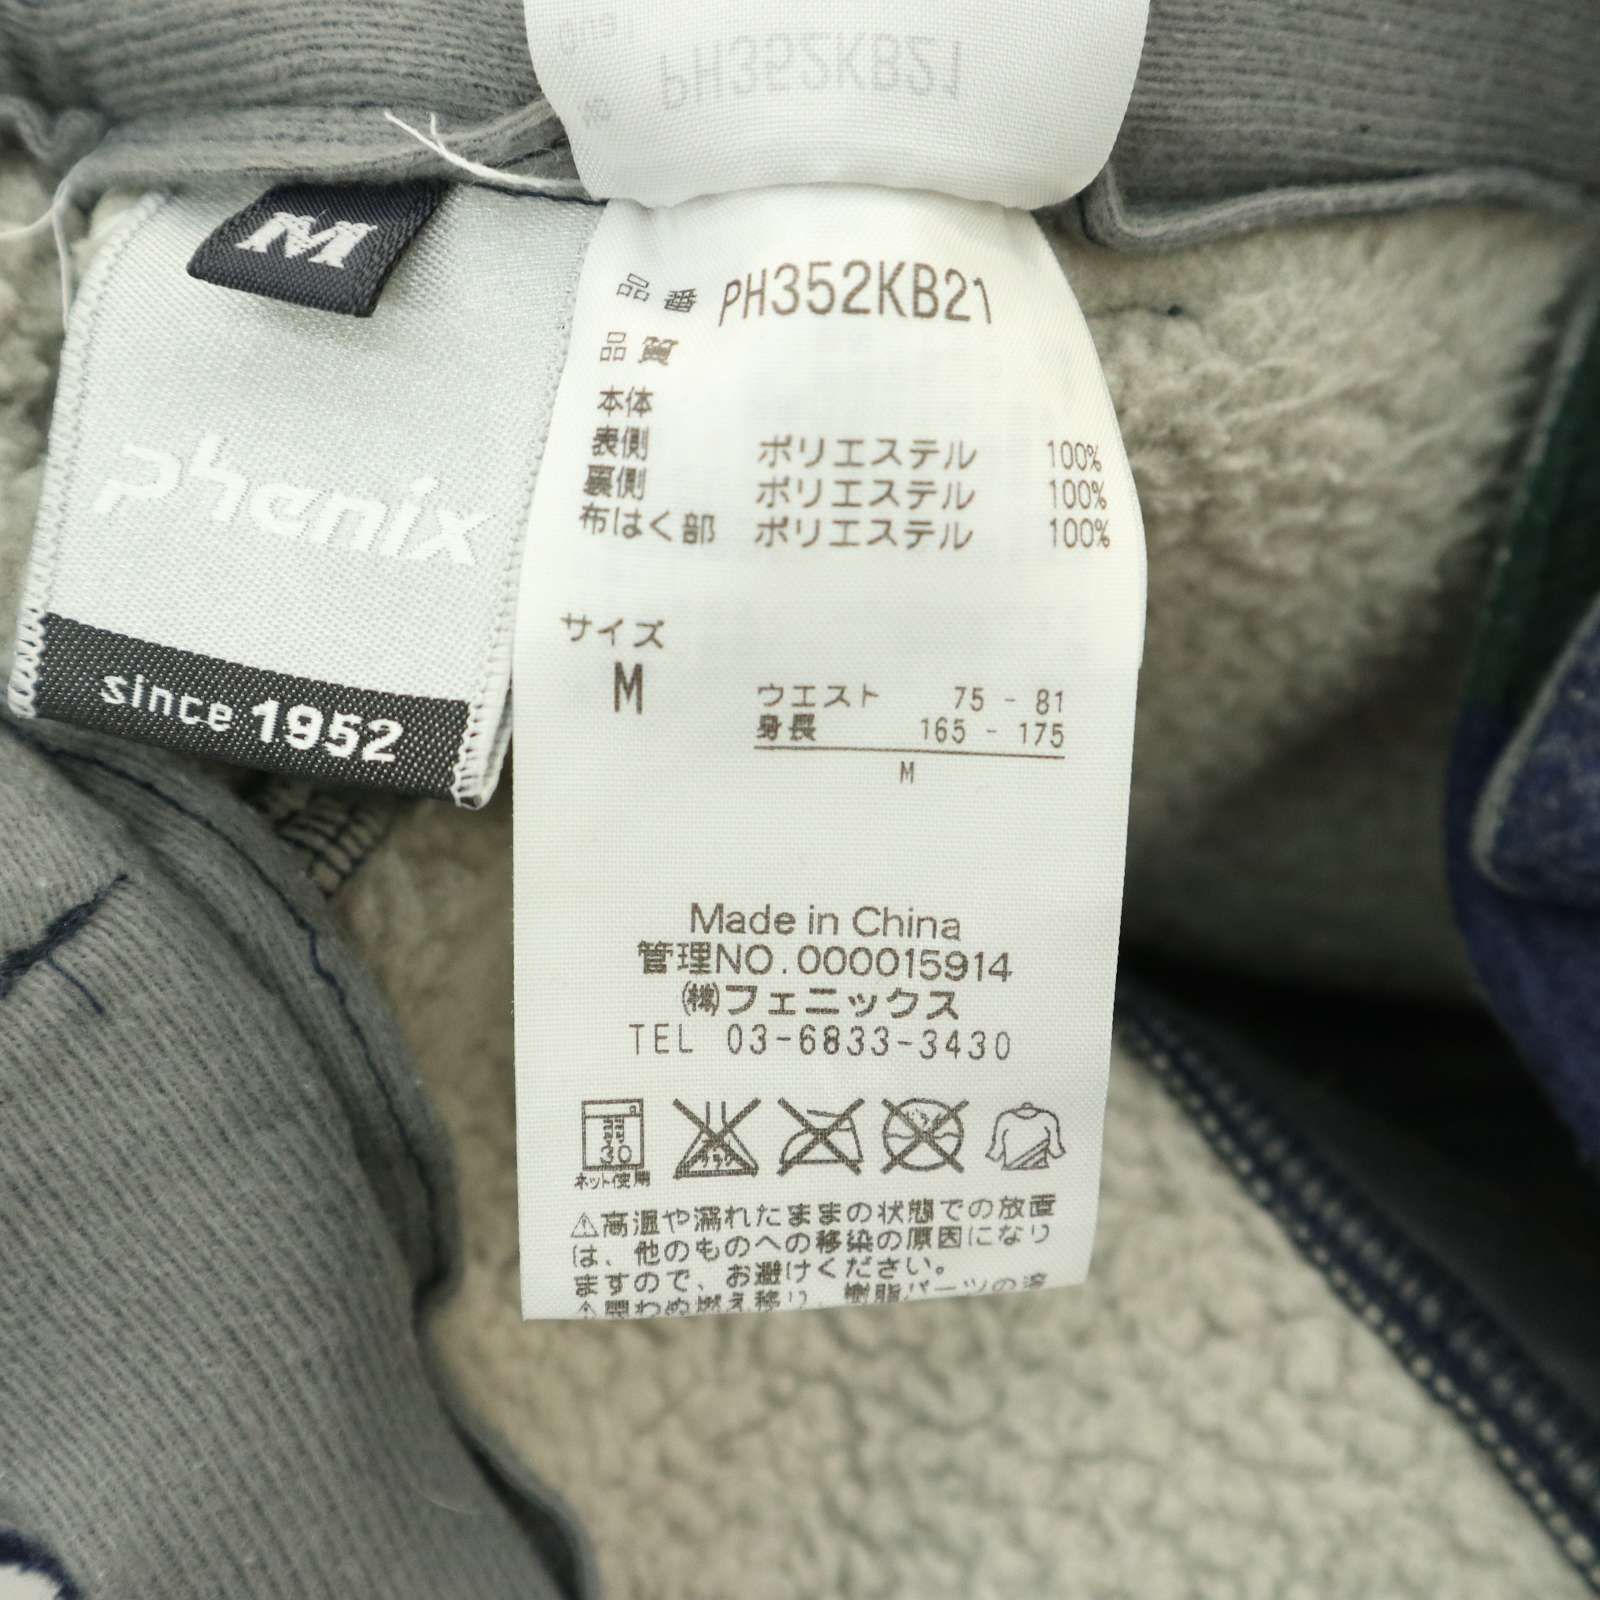 PH352KB21
M
phenix
since 1952
品番 PH352KB21
品質
本体
表側 ポリエステル 100%
裏側 ポリエステル 100%
布はく部 ポリエステル 100%
サイズ
M
ウエスト 75 - 81
身長 165 - 175
M
Made in China
管理NO.000015914
㈱フェニックス
TEL 03-6833-3430
30
ネット使用
⚠高温や濡れたままの状態での放置
は、他のものへの移染の原因になり
ますので、お避けください。
樹脂パーツの